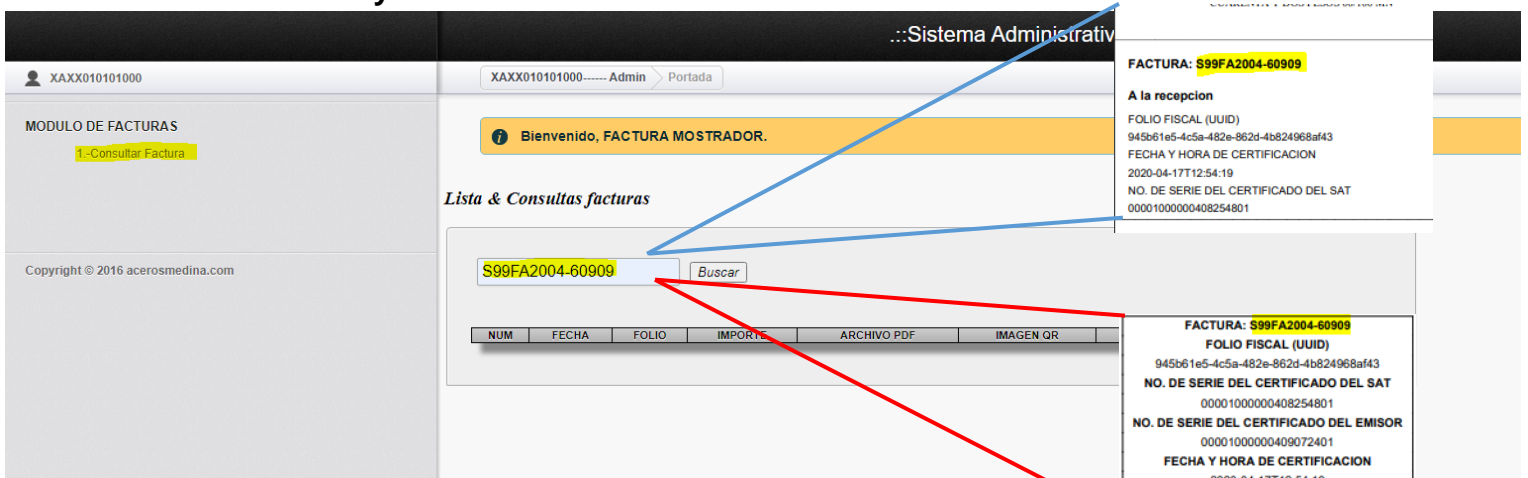 y
.::Sistema Administrativ
XAXX010101000
XAXX010101000------ Admin
Portada
MODULO DE FACTURAS
1.-Consultar Factura
Bienvenido, FACTURA MOSTRADOR.
Lista & Consultas facturas
S99FA2004-60909
Buscar
NUM FECHA FOLIO IMPORTE ARCHIVO PDF IMAGEN QR
Copyright © 2016 acerosmedina.com
FACTURA: S99FA2004-60909
A la recepcion
FOLIO FISCAL (UUID)
945b61e5-4c5a-482e-862d-4b824968af43
FECHA Y HORA DE CERTIFICACION
2020-04-17T12:54:19
NO. DE SERIE DEL CERTIFICADO DEL SAT
00001000000408254801
FACTURA: S99FA2004-60909
FOLIO FISCAL (UUID)
945b61e5-4c5a-482e-862d-4b824968af43
NO. DE SERIE DEL CERTIFICADO DEL SAT
00001000000408254801
NO. DE SERIE DEL CERTIFICADO DEL EMISOR
00001000000409072401
FECHA Y HORA DE CERTIFICACION